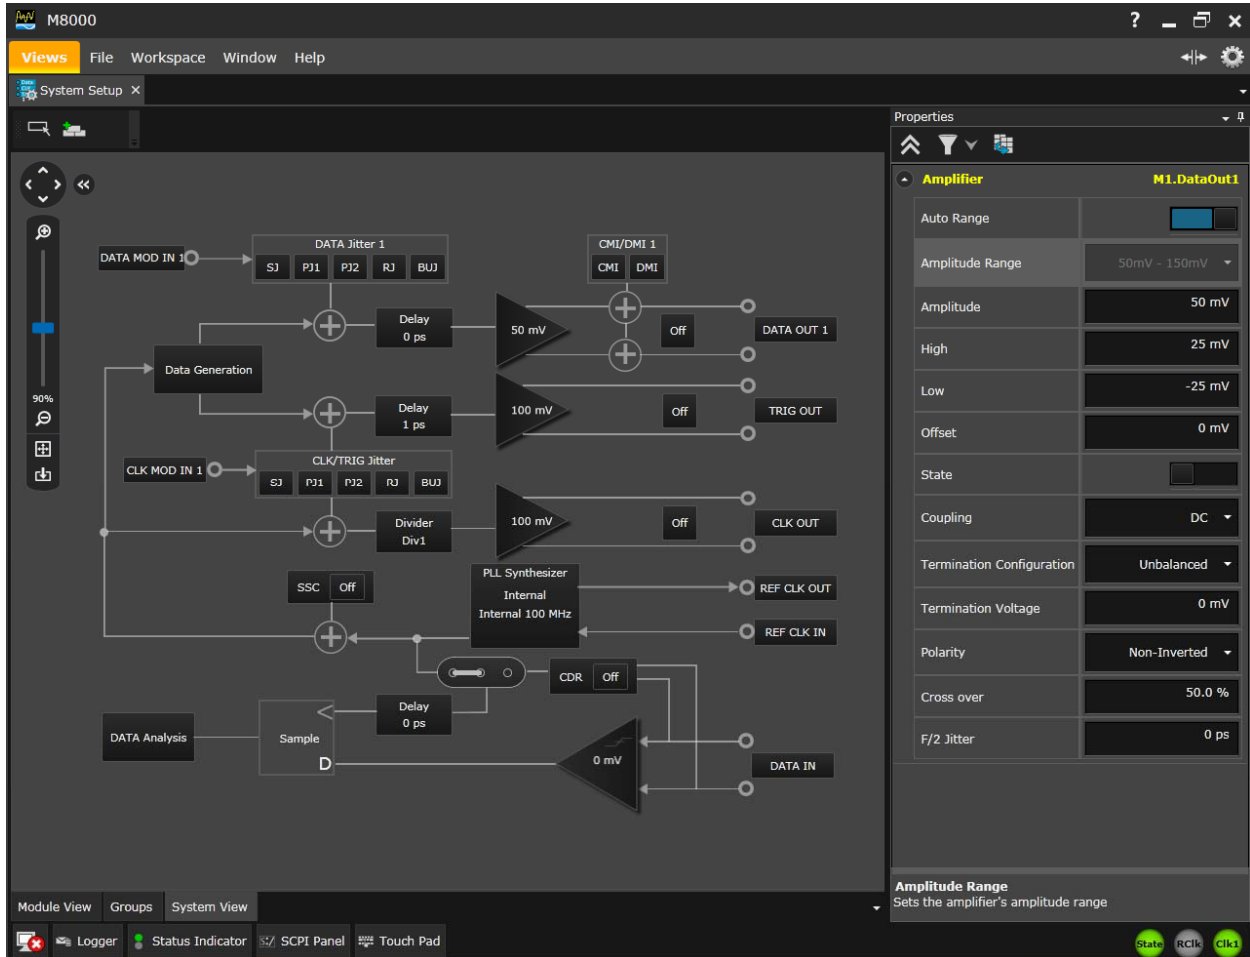 M8000
?
Views File Workspace Window Help
System Setup
Properties
Amplifier M1.DataOut1
Auto Range
Amplitude Range 50mV - 150mV
Amplitude 50 mV
High 25 mV
Low -25 mV
Offset 0 mV
State
Coupling DC
Termination Configuration Unbalanced
Termination Voltage 0 mV
Polarity Non-Inverted
Cross over 50.0 %
F/2 Jitter 0 ps
Amplitude Range
Sets the amplifier's amplitude range
90%
DATA MOD IN 1
DATA Jitter 1
SJ PJ1 PJ2 RJ BUJ
CMI/DMI 1
CMI DMI
Delay
0 ps
50 mV
Off
DATA OUT 1
Data Generation
Delay
1 ps
100 mV
Off
TRIG OUT
CLK MOD IN 1
CLK/TRIG Jitter
SJ PJ1 PJ2 RJ BUJ
Divider
Div1
100 mV
Off
CLK OUT
SSC Off
PLL Synthesizer
Internal
Internal 100 MHz
REF CLK OUT
REF CLK IN
CDR Off
Delay
0 ps
DATA Analysis
Sample
D
0 mV
DATA IN
Module View Groups System View
Logger Status Indicator SCPI Panel Touch Pad
State RClk Clk1